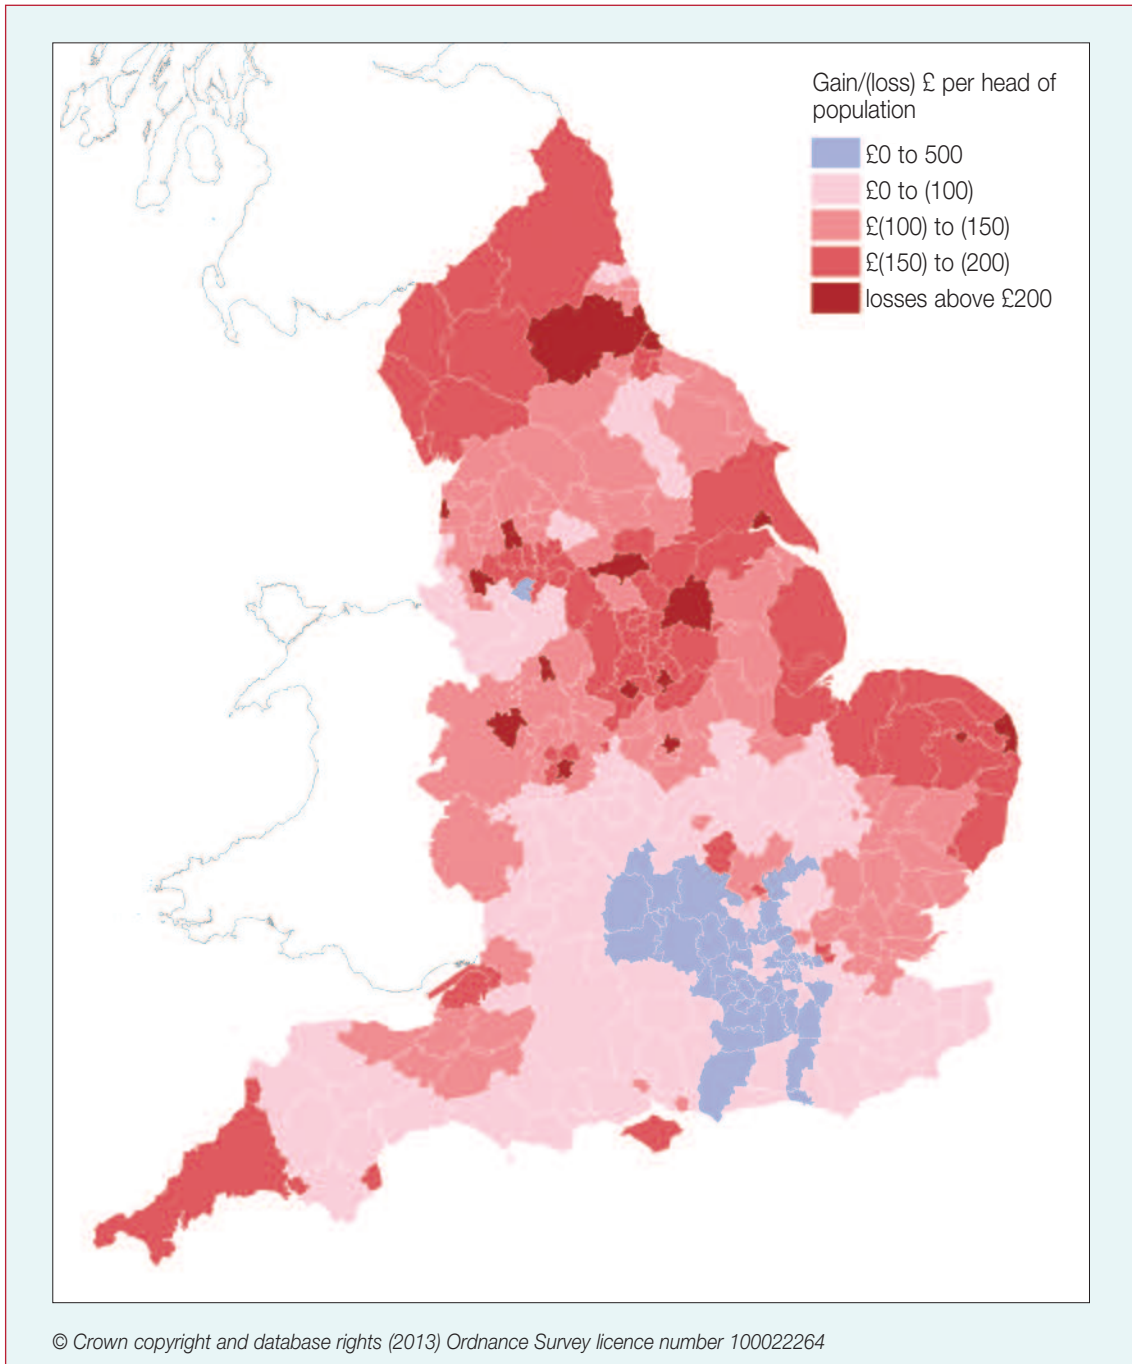 Gain/(loss) £ per head of
population
£0 to 500
£0 to (100)
£(100) to (150)
£(150) to (200)
losses above £200
© Crown copyright and database rights (2013) Ordnance Survey licence number 100022264